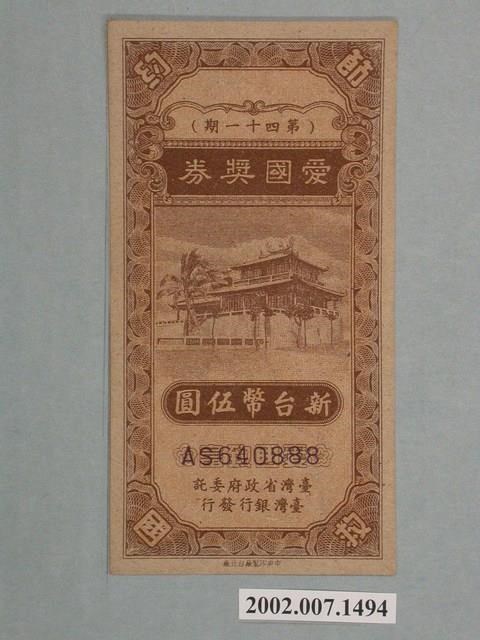 節約
(第四十一期)
愛國獎券
新台幣伍圓
AS640888
臺灣省政府委託
臺灣銀行發行
救國
2002.007.1494